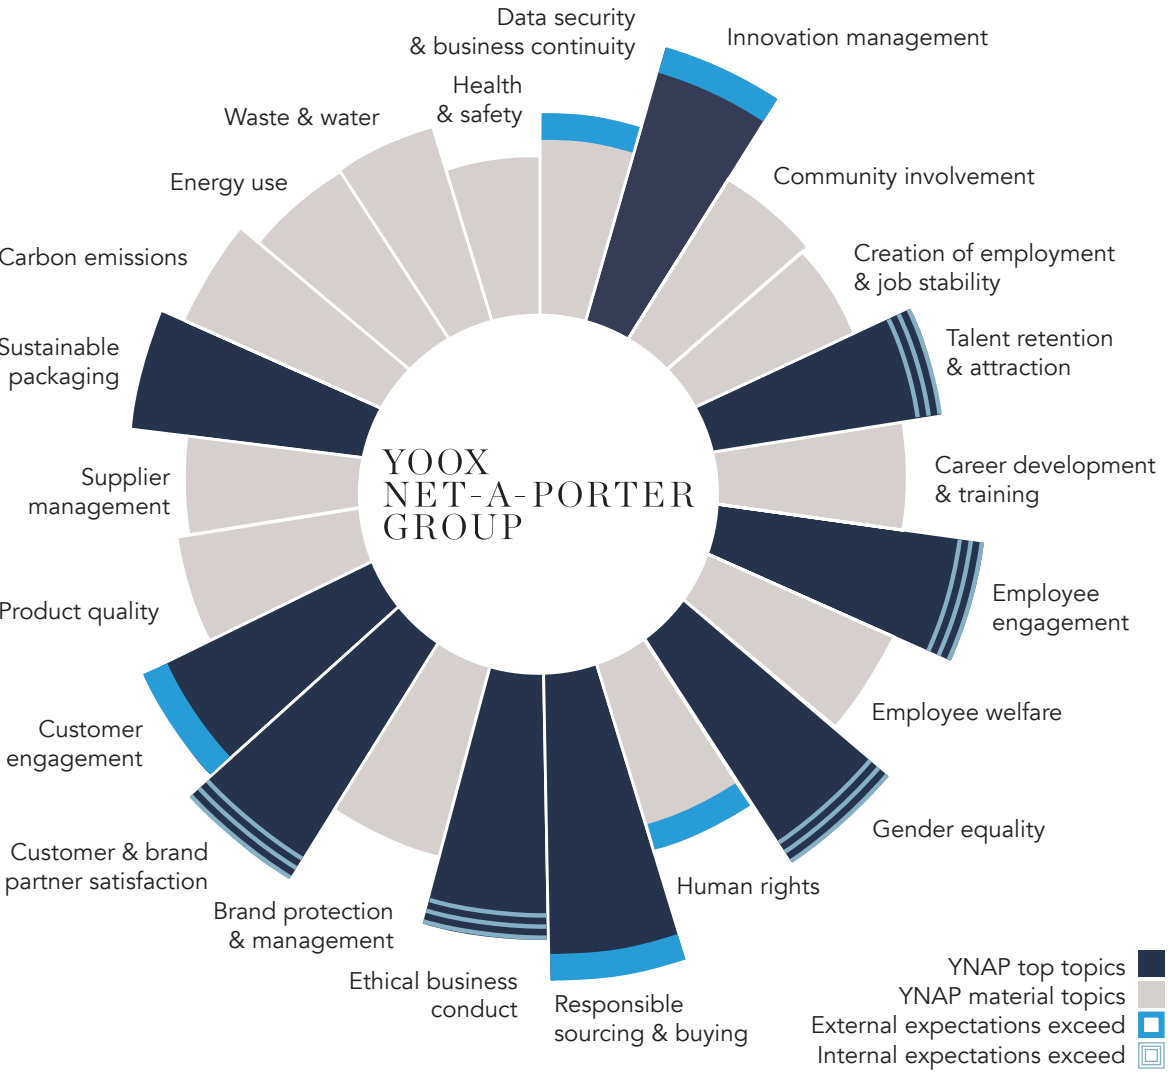 Data security
& business continuity
Innovation management
Health
& safety
Waste & water
Community involvement
Energy use
Creation of employment
& job stability
Carbon emissions
Talent retention
& attraction
Sustainable
packaging
YOOX
NET-A-PORTER
GROUP
Career development
& training
Supplier
management
Employee
engagement
Product quality
Employee welfare
Customer
engagement
Gender equality
Customer & brand
partner satisfaction
Human rights
Brand protection
& management
Ethical business
conduct
Responsible
sourcing & buying
YNAP top topics
YNAP material topics
External expectations exceed
Internal expectations exceed